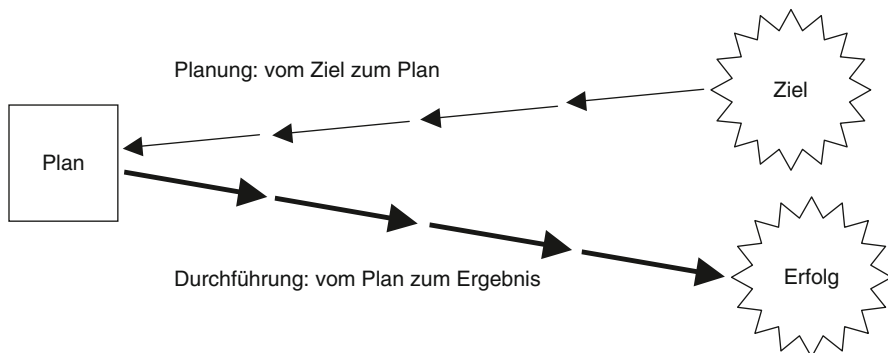 Planung: vom Ziel zum Plan
Ziel
Plan
Durchführung: vom Plan zum Ergebnis
Erfolg